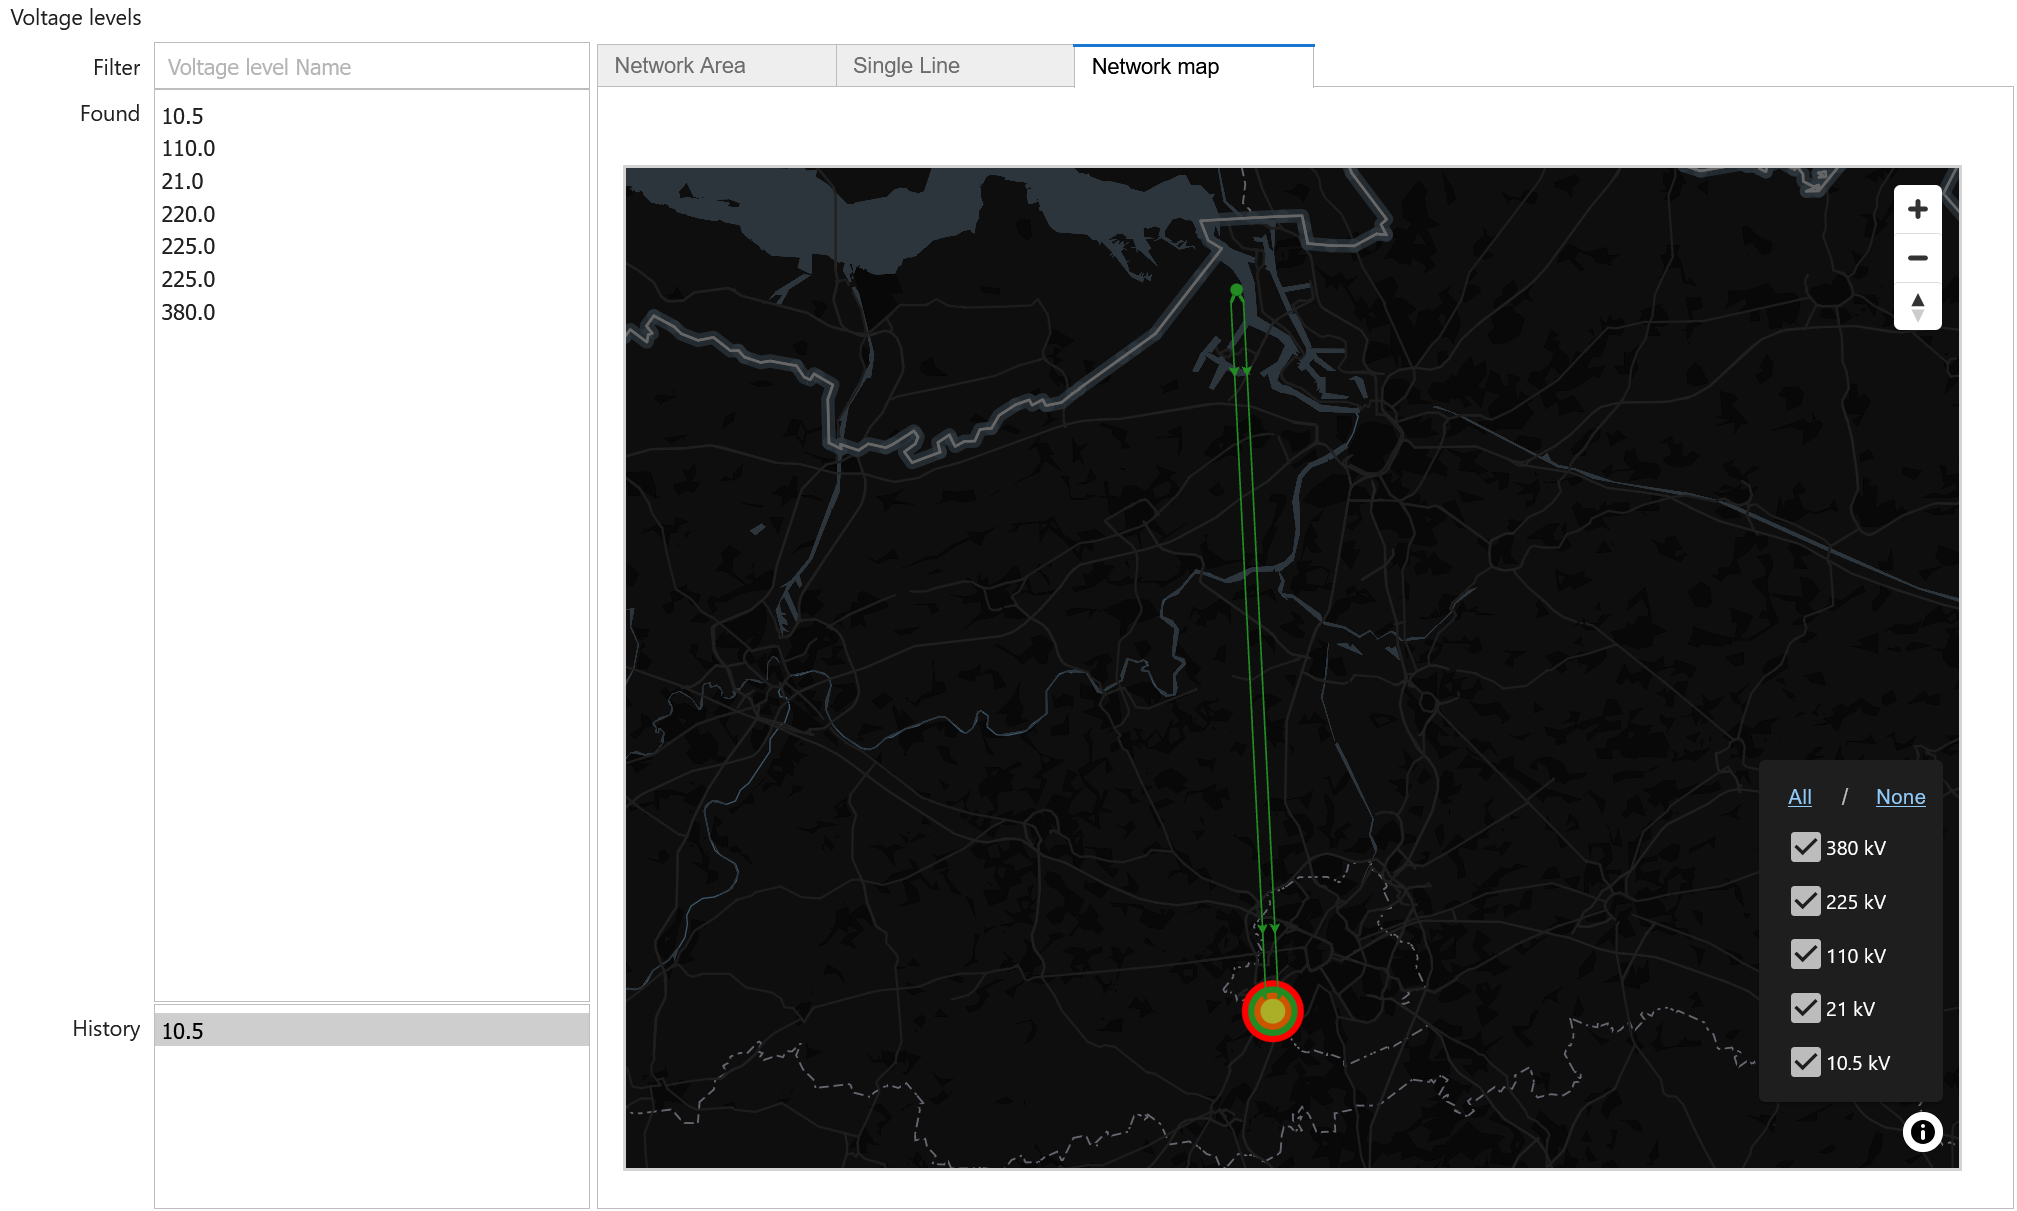 Voltage levels
Filter
Voltage level Name
Found
10.5
110.0
21.0
220.0
225.0
225.0
380.0
History
10.5
Network Area
Single Line
Network map
All / None
380 kV
225 kV
110 kV
21 kV
10.5 kV